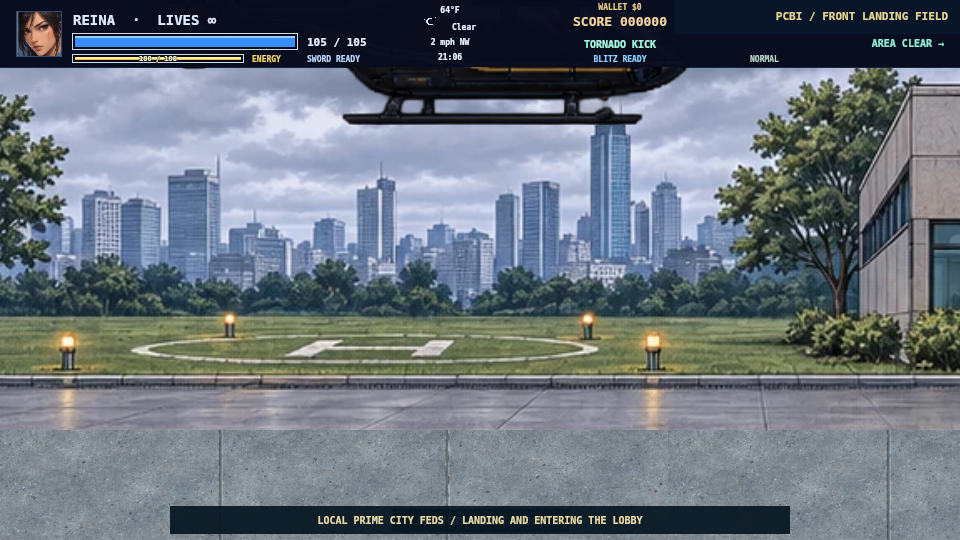 REINA · LIVES ∞
105 / 105
100 / 100 ENERGY
SWORD READY
64°F
Clear
2 mph NW
21:06
WALLET $0
SCORE 000000
TORNADO KICK
BLITZ READY
PCBI / FRONT LANDING FIELD
AREA CLEAR →
NORMAL
H
LOCAL PRIME CITY FEDS / LANDING AND ENTERING THE LOBBY